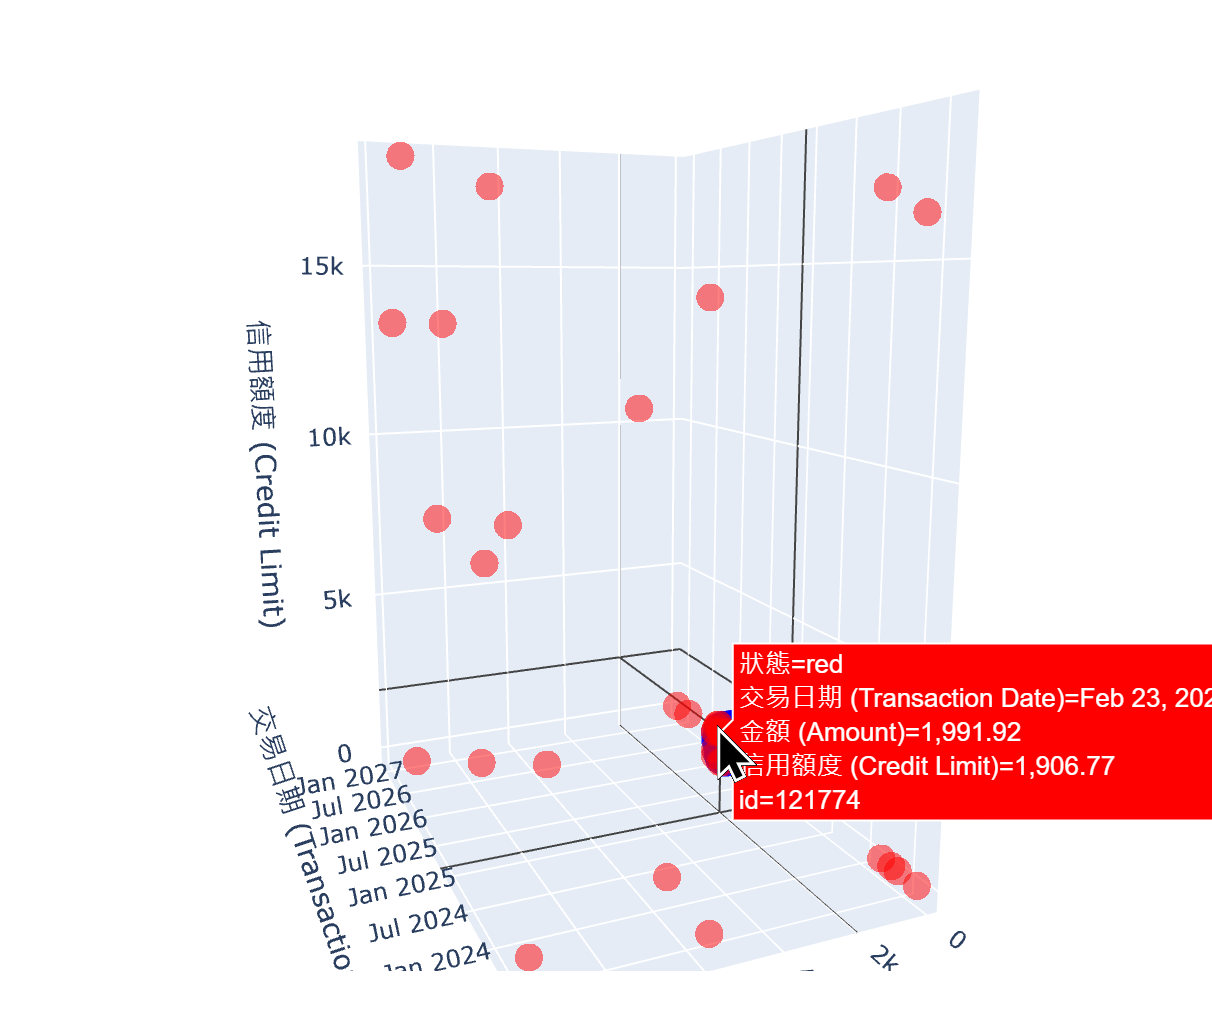 15k
10k
5k
0
信用額度 (Credit Limit)
狀態=red
交易日期 (Transaction Date)=Feb 23, 202
金額 (Amount)=1,991.92
信用額度 (Credit Limit)=1,906.77
id=121774
交易日期 (Transactio
Jan 2027
Jul 2026
Jan 2026
Jul 2025
Jan 2025
Jul 2024
Jan 2024
2k
0